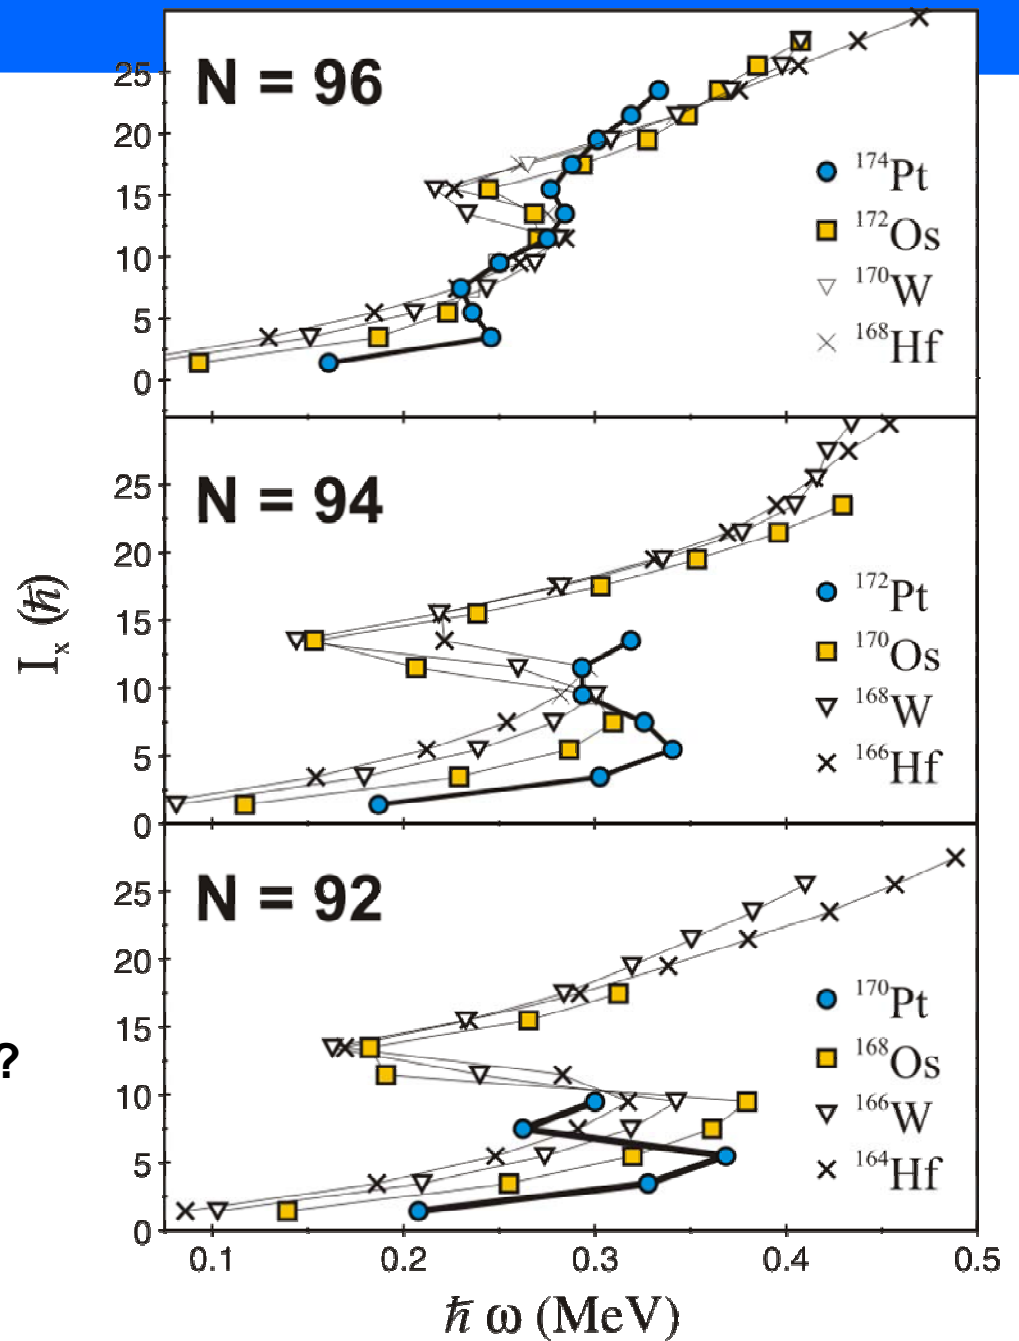 N = 96
25
20
15
10
5
0
¹⁷⁴Pt
¹⁷²Os
¹⁷⁰W
¹⁶⁸Hf
N = 94
25
20
15
10
5
0
¹⁷²Pt
¹⁷⁰Os
¹⁶⁸W
¹⁶⁶Hf
Iₓ (ℏ)
N = 92
25
20
15
10
5
0
¹⁷⁰Pt
¹⁶⁸Os
¹⁶⁶W
¹⁶⁴Hf
?
0.1 0.2 0.3 0.4 0.5
ℏ ω (MeV)